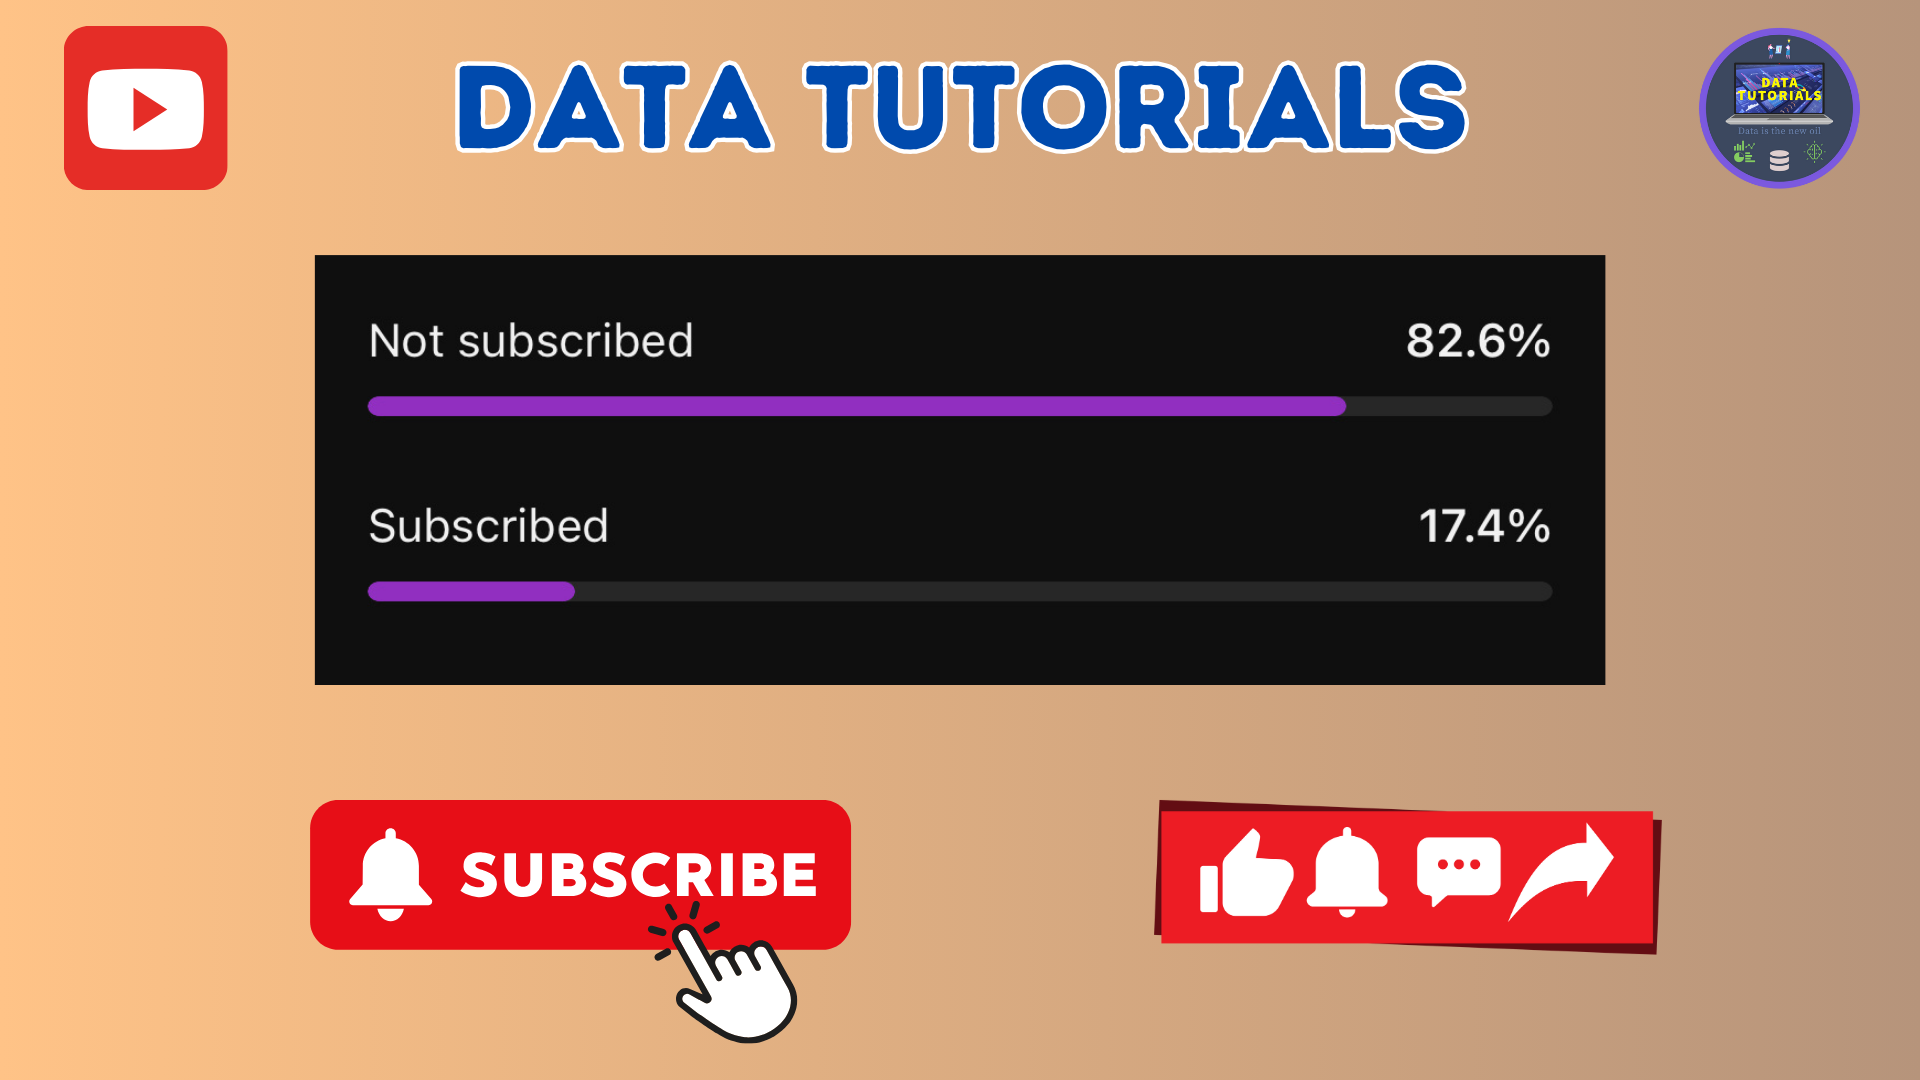 DATA TUTORIALS
DATA
TUTORIALS
Data is the new oil
Not subscribed 82.6%
Subscribed 17.4%
SUBSCRIBE